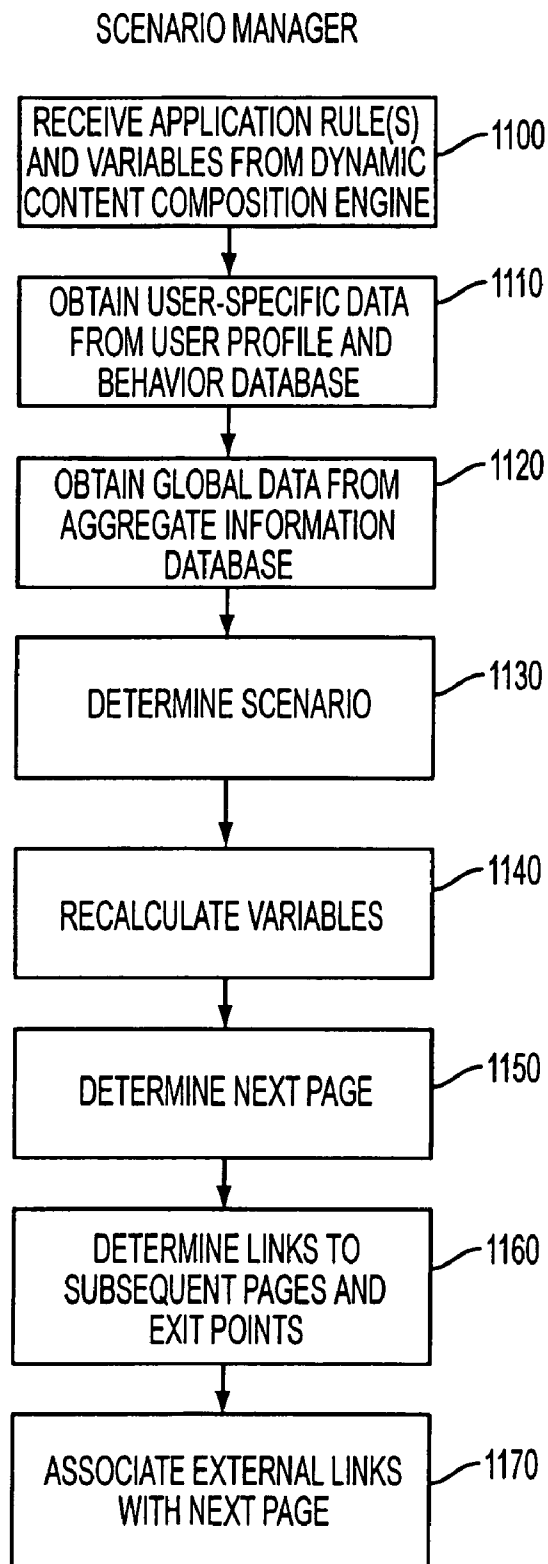 SCENARIO MANAGER
RECEIVE APPLICATION RULE(S)
AND VARIABLES FROM DYNAMIC
CONTENT COMPOSITION ENGINE
1100
OBTAIN USER-SPECIFIC DATA
FROM USER PROFILE AND
BEHAVIOR DATABASE
1110
OBTAIN GLOBAL DATA FROM
AGGREGATE INFORMATION
DATABASE
1120
DETERMINE SCENARIO
1130
RECALCULATE VARIABLES
1140
DETERMINE NEXT PAGE
1150
DETERMINE LINKS TO
SUBSEQUENT PAGES AND
EXIT POINTS
1160
ASSOCIATE EXTERNAL LINKS
WITH NEXT PAGE
1170